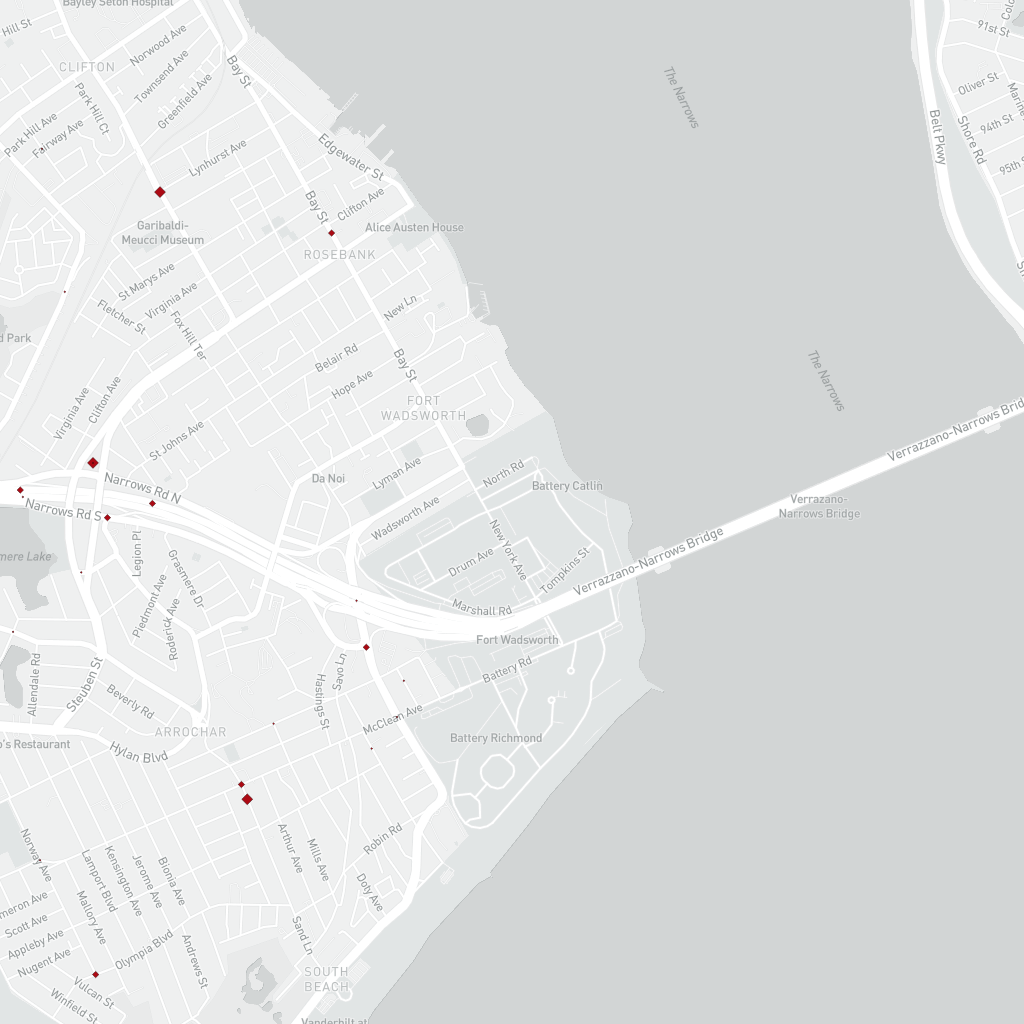 Bayley Seton Hospital
Hill St
Norwood Ave
CLIFTON
Townsend Ave
Bay St
Greenfield Ave
Park Hill Ct
Park Hill Ave
Fairway Ave
Lynhurst Ave
Edgewater St
The Narrows
91st St
Oliver St
94th St
95th
Belt Pkwy
Shore Rd
Bay St
Clifton Ave
Garibaldi-
Meucci Museum
Alice Austen House
ROSEBANK
St Marys Ave
Virginia Ave
Fletcher St
New Ln
Fox Hill Ter
d Park
Belair Rd
Bay St
Hope Ave
The Narrows
Virginia Ave
Clifton Ave
FORT
WADSWORTH
St Johns Ave
Verrazzano-Narrows Brid
Narrows Rd N
Da Noi
Lyman Ave
North Rd
Battery Catlin
Verrazano-
Narrows Bridge
Narrows Rd S
Wadsworth Ave
New York Ave
mere Lake
Legion Pl
Grasmere Dr
Drum Ave
Tompkins St
Verrazzano-Narrows Bridge
Piedmont Ave
Roderick Ave
Marshall Rd
Fort Wadsworth
Allendale Rd
Steuben St
Savo Ln
Hastings St
Battery Rd
Beverly Rd
McClean Ave
ARROCHAR
Battery Richmond
o's Restaurant
Hylan Blvd
Norway Ave
Lamport Blvd
Kensington Ave
Jerome Ave
Bionia Ave
Arthur Ave
Mills Ave
Robin Rd
Doty Ave
meron Ave
Scott Ave
Mallory Ave
Appleby Ave
Nugent Ave
Olympia Blvd
Andrews St
Sand Ln
Vulcan St
Winfield St
SOUTH
BEACH
Vanderbilt at